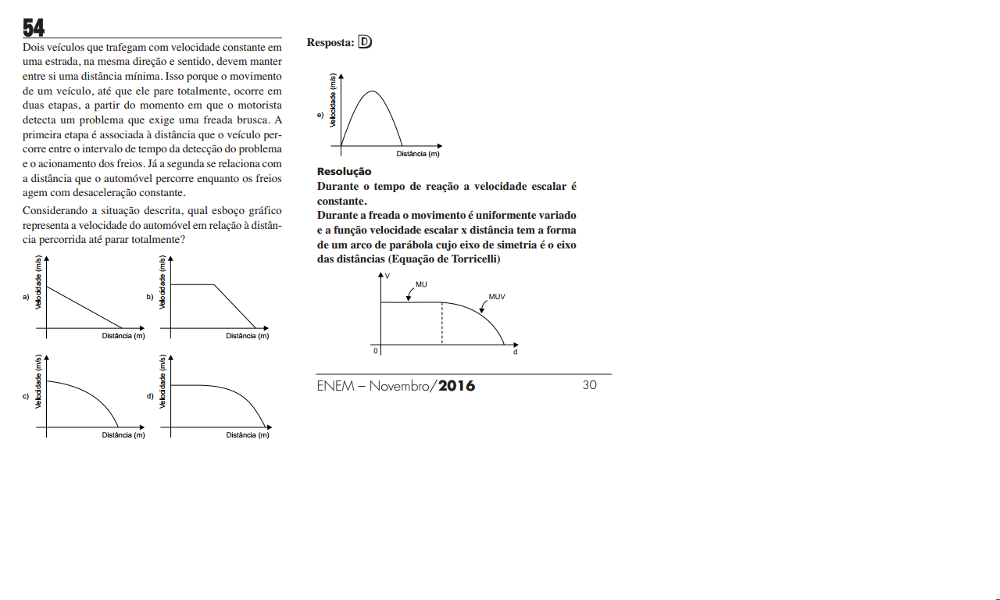 54
Dois veículos que trafegam com velocidade constante em
uma estrada, na mesma direção e sentido, devem manter
entre si uma distância mínima. Isso porque o movimento
de um veículo, até que ele pare totalmente, ocorre em
duas etapas, a partir do momento em que o motorista
detecta um problema que exige uma freada brusca. A
primeira etapa é associada à distância que o veículo per-
corre entre o intervalo de tempo da detecção do problema
e o acionamento dos freios. Já a segunda se relaciona com
a distância que o automóvel percorre enquanto os freios
agem com desaceleração constante.
Considerando a situação descrita, qual esboço gráfico
representa a velocidade do automóvel em relação à distân-
cia percorrida até parar totalmente?
a)
Velocidade (m/s)
Distância (m)
b)
Velocidade (m/s)
Distância (m)
c)
Velocidade (m/s)
Distância (m)
d)
Velocidade (m/s)
Distância (m)
Resposta: D
e)
Velocidade (m/s)
Distância (m)
Resolução
Durante o tempo de reação a velocidade escalar é
constante.
Durante a freada o movimento é uniformemente variado
e a função velocidade escalar x distância tem a forma
de um arco de parábola cujo eixo de simetria é o eixo
das distâncias (Equação de Torricelli)
V
MU
MUV
0
d
ENEM – Novembro/2016
30